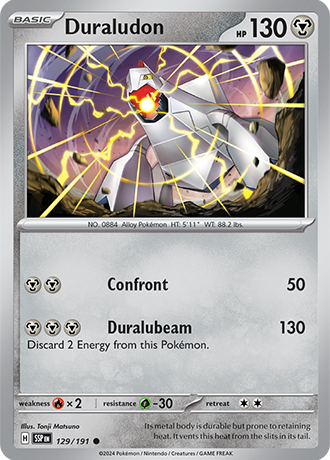 BASIC Duraludon HP 130
NO. 0884 Alloy Pokémon HT: 5'11" WT: 88.2 lbs.
Confront 50
Duralubeam 130
Discard 2 Energy from this Pokémon.
weakness ×2 resistance -30 retreat
Illus. Tonji Matsuno
Its metal body is durable but prone to retaining
heat. It vents this heat from the slits in its tail.
H SSP EN 129/191
©2024 Pokémon / Nintendo / Creatures / GAME FREAK